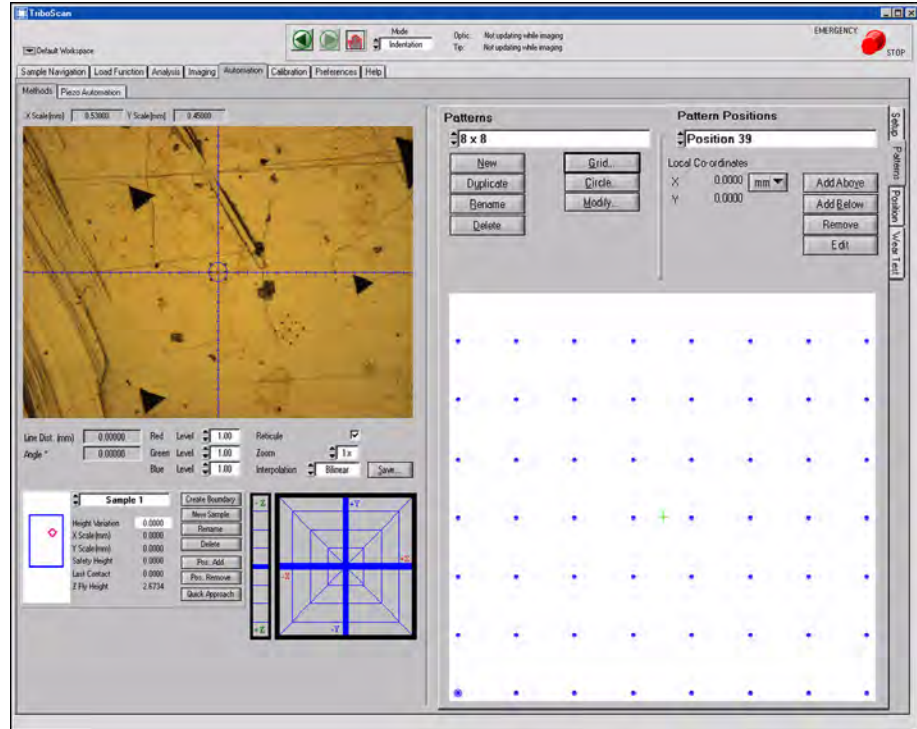 TriboScan
Default Workspace
Mode
Indentation
Optic: Not updating while imaging
Tip: Not updating while imaging
EMERGENCY
STOP
Sample Navigation Load Function Analysis Imaging Automation Calibration Preferences Help
Methods Piezo Automation
X Scale(mm) 0.53000 Y Scale(mm) 0.45000
Patterns
8 x 8
New
Duplicate
Rename
Delete
Grid...
Circle...
Modify...
Pattern Positions
Position 39
Local Co-ordinates
X 0.0000 mm
Y 0.0000
Add Above
Add Below
Remove
Edit
Setup
Patterns
Position
Wear Test
Line Dist. (mm) 0.00000
Angle ° 0.00000
Red Level 1.00
Green Level 1.00
Blue Level 1.00
Reticule
Zoom 1x
Interpolation Bilinear
Save...
Sample 1
Height Variation 0.0000
X Scale(mm) 0.0000
Y Scale(mm) 0.0000
Safety Height 0.0000
Last Contact 0.0000
Z Fly Height 2.6734
Create Boundary
New Sample
Rename
Delete
Pos. Add
Pos. Remove
Quick Approach
-Z
+Z
+Y
+X
-X
-Y